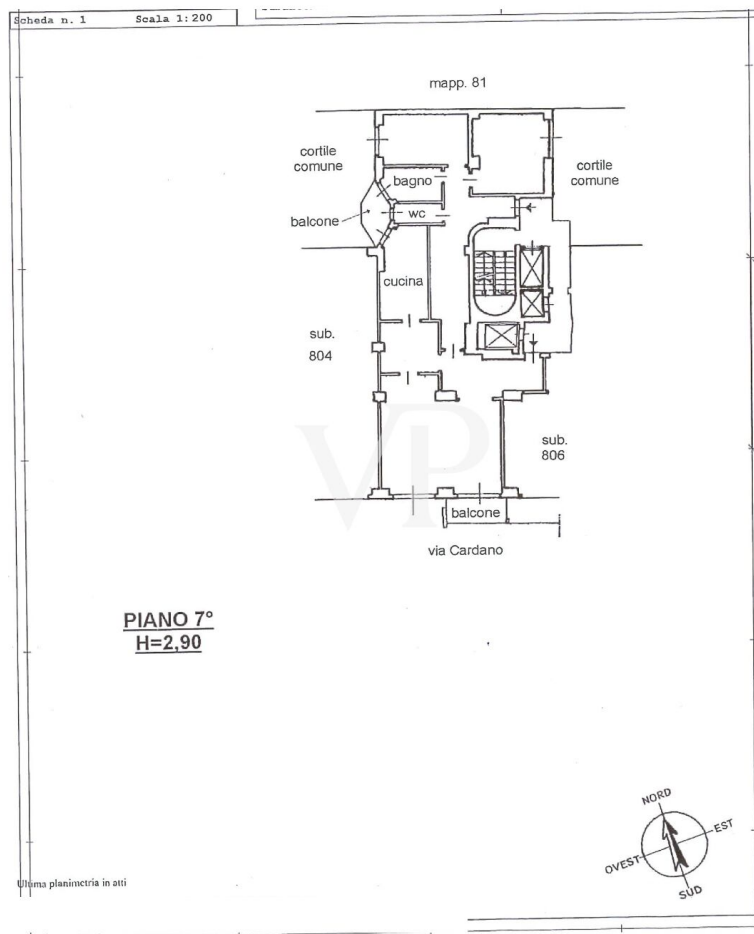 Scheda n. 1 Scala 1:200
mapp. 81
cortile
comune
cortile
comune
bagno
balcone
wc
cucina
sub.
804
sub.
806
VP
balcone
via Cardano
PIANO 7°
H=2,90
NORD
EST
OVEST
SUD
Ultima planimetria in atti